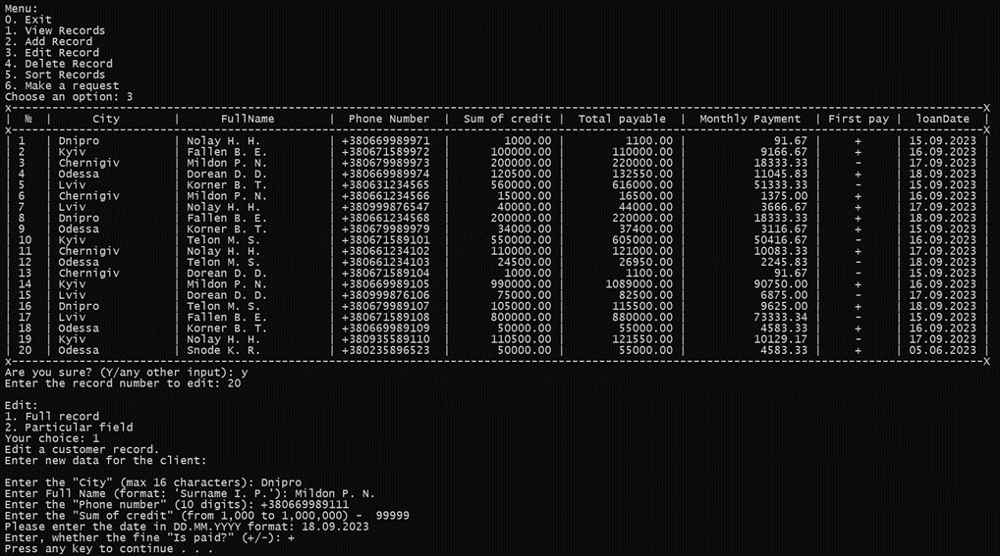 Menu:
0. Exit
1. View Records
2. Add Record
3. Edit Record
4. Delete Record
5. Sort Records
6. Make a request
Choose an option: 3
X---------------------------------------------------------------------------------------------------------------------------------------------------X
| № | City | FullName | Phone Number | Sum of credit | Total payable | Monthly Payment | First pay | loanDate |
X---------------------------------------------------------------------------------------------------------------------------------------------------X
| 1 | Dnipro | Nolay H. H. | +380669989971 | 1000.00 | 1100.00 | 91.67 | + | 15.09.2023 |
| 2 | Kyiv | Fallen B. E. | +380671589972 | 100000.00 | 110000.00 | 9166.67 | + | 16.09.2023 |
| 3 | Chernigiv | Mildon P. N. | +380679989973 | 200000.00 | 220000.00 | 18333.33 | - | 17.09.2023 |
| 4 | Odessa | Dorean D. D. | +380669989974 | 120500.00 | 132550.00 | 11045.83 | + | 18.09.2023 |
| 5 | Lviv | Korner B. T. | +380631234565 | 560000.00 | 616000.00 | 51333.33 | - | 15.09.2023 |
| 6 | Chernigiv | Mildon P. N. | +380661234566 | 15000.00 | 16500.00 | 1375.00 | + | 16.09.2023 |
| 7 | Lviv | Nolay H. H. | +380999876547 | 40000.00 | 44000.00 | 3666.67 | + | 17.09.2023 |
| 8 | Dnipro | Fallen B. E. | +380661234568 | 200000.00 | 220000.00 | 18333.33 | + | 18.09.2023 |
| 9 | Odessa | Korner B. T. | +380679989979 | 34000.00 | 37400.00 | 3116.67 | + | 15.09.2023 |
| 10 | Kyiv | Telon M. S. | +380671589101 | 550000.00 | 605000.00 | 50416.67 | - | 16.09.2023 |
| 11 | Chernigiv | Nolay H. H. | +380661234102 | 110000.00 | 121000.00 | 10083.33 | + | 17.09.2023 |
| 12 | Odessa | Telon M. S. | +380661234103 | 24500.00 | 26950.00 | 2245.83 | - | 18.09.2023 |
| 13 | Chernigiv | Dorean D. D. | +380671589104 | 1000.00 | 1100.00 | 91.67 | - | 15.09.2023 |
| 14 | Kyiv | Mildon P. N. | +380669989105 | 990000.00 | 1089000.00 | 90750.00 | + | 16.09.2023 |
| 15 | Lviv | Dorean D. D. | +380999876106 | 75000.00 | 82500.00 | 6875.00 | - | 17.09.2023 |
| 16 | Dnipro | Telon M. S. | +380679989107 | 105000.00 | 115500.00 | 9625.00 | + | 18.09.2023 |
| 17 | Lviv | Fallen B. E. | +380671589108 | 800000.00 | 880000.00 | 73333.34 | - | 15.09.2023 |
| 18 | Odessa | Korner B. T. | +380669989109 | 50000.00 | 55000.00 | 4583.33 | + | 16.09.2023 |
| 19 | Kyiv | Nolay H. H. | +380935589110 | 110500.00 | 121550.00 | 10129.17 | - | 17.09.2023 |
| 20 | Odessa | Snode K. R. | +380235896523 | 50000.00 | 55000.00 | 4583.33 | + | 05.06.2023 |
X---------------------------------------------------------------------------------------------------------------------------------------------------X
Are you sure? (Y/any other input): y
Enter the record number to edit: 20
Edit:
1. Full record
2. Particular field
Your choice: 1
Edit a customer record.
Enter new data for the client:
Enter the "City" (max 16 characters): Dnipro
Enter Full Name (format: 'Surname I. P.'): Mildon P. N.
Enter the "Phone number" (10 digits): +380669989111
Enter the "Sum of credit" (from 1,000 to 1,000,000) - 99999
Please enter the date in DD.MM.YYYY format: 18.09.2023
Enter, whether the fine "Is paid?" (+/-): +
Press any key to continue . . .